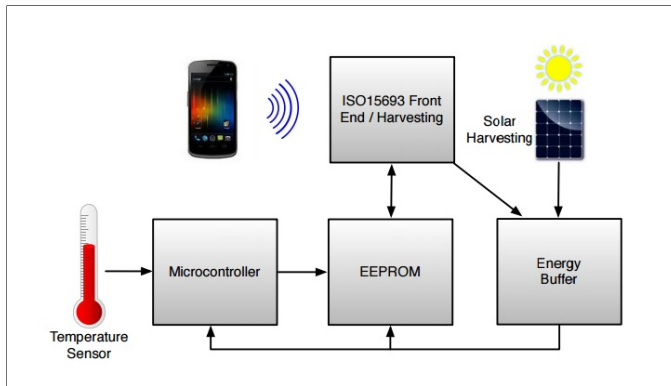 ISO15693 Front
End / Harvesting
Solar
Harvesting
Microcontroller
EEPROM
Energy
Buffer
Temperature
Sensor